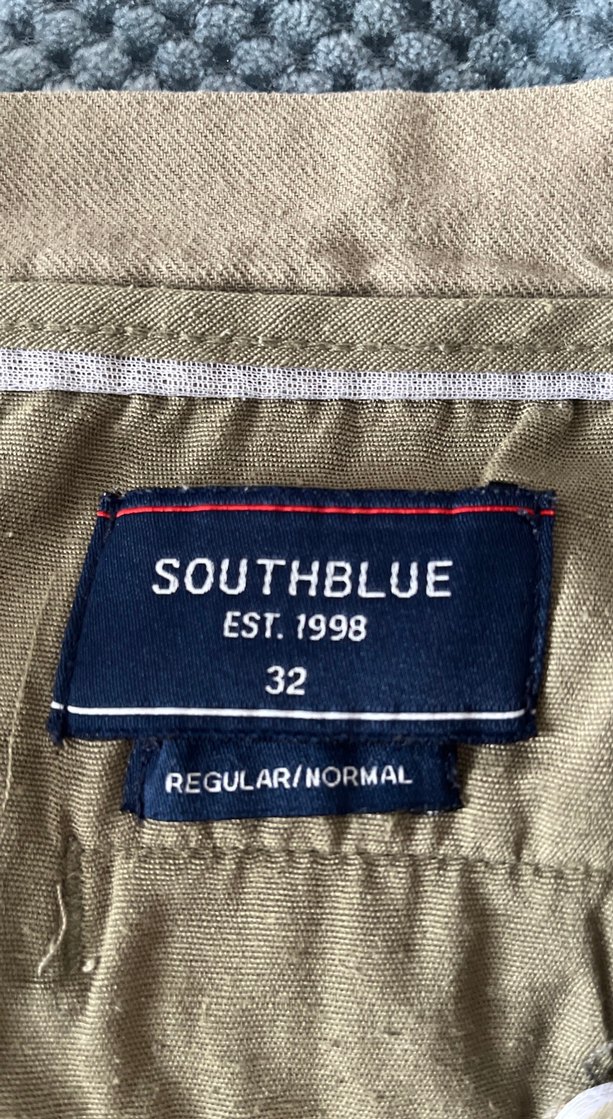 SOUTHBLUE
EST. 1998
32
REGULAR/NORMAL